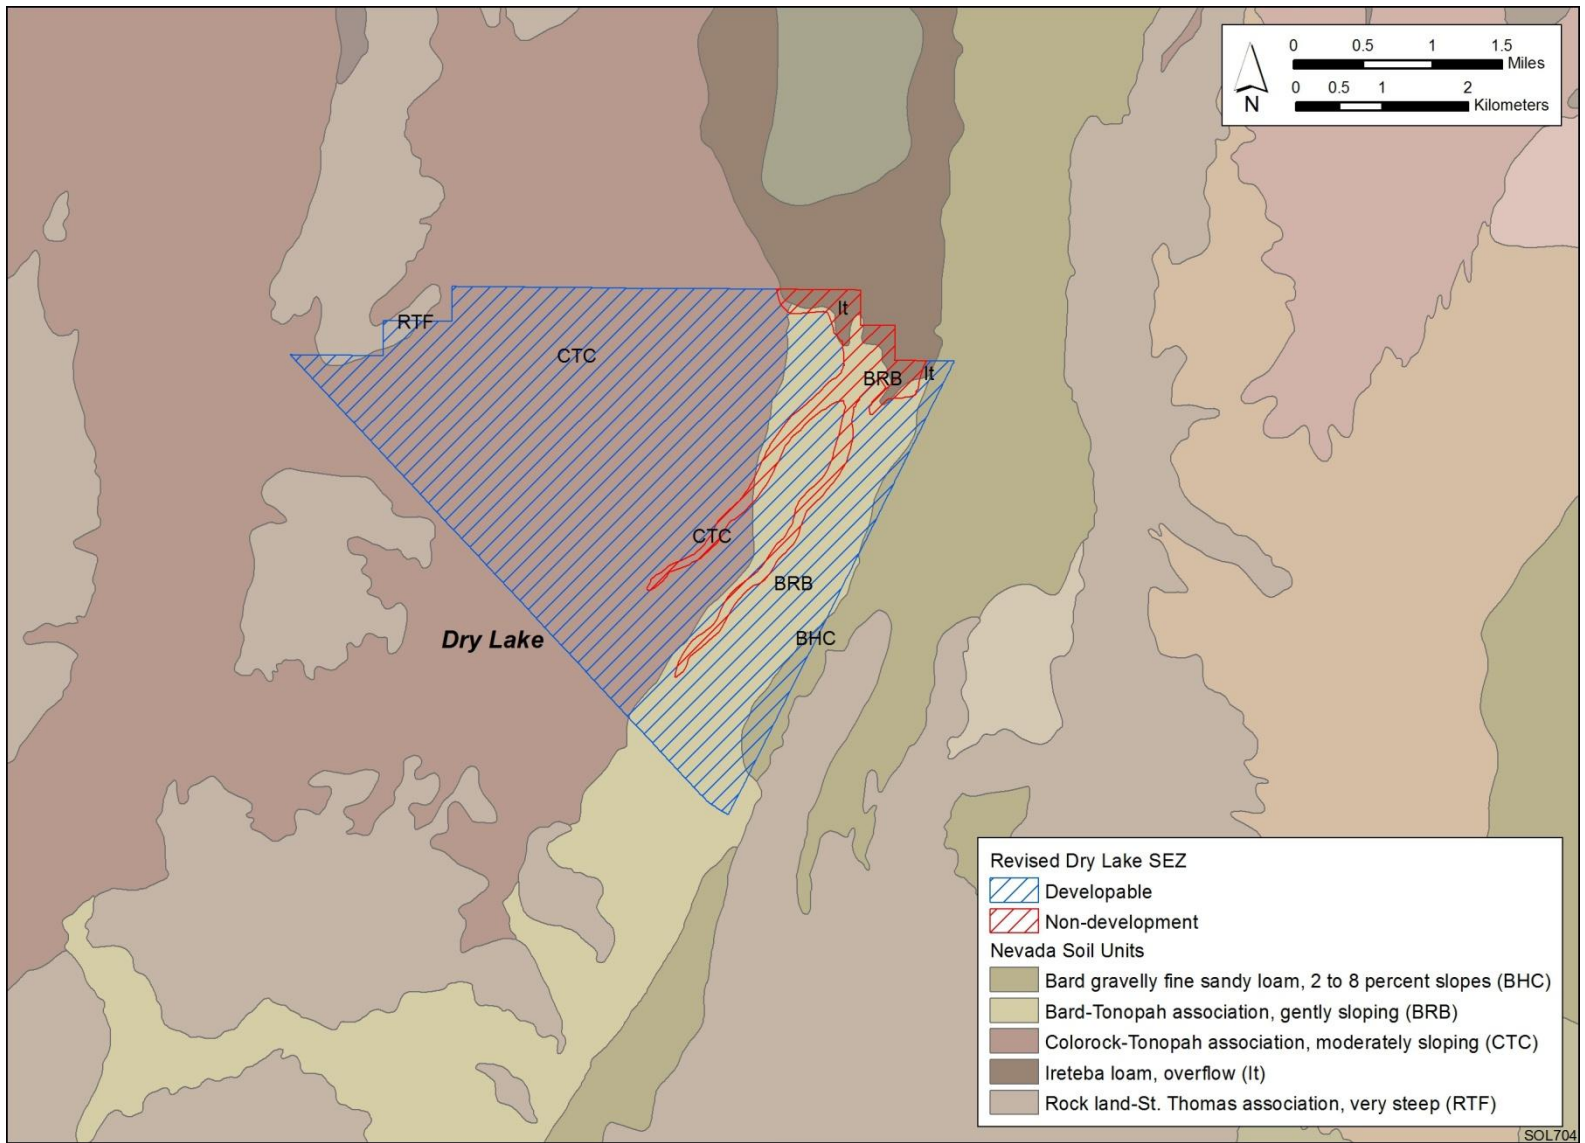 0 0.5 1 1.5
Miles
0 0.5 1 2
Kilometers
N
It
RTF
CTC
BRB
It
CTC
BRB
BHC
Dry Lake
Revised Dry Lake SEZ
Developable
Non-development
Nevada Soil Units
Bard gravelly fine sandy loam, 2 to 8 percent slopes (BHC)
Bard-Tonopah association, gently sloping (BRB)
Colorock-Tonopah association, moderately sloping (CTC)
Ireteba loam, overflow (It)
Rock land-St. Thomas association, very steep (RTF)
SOL704